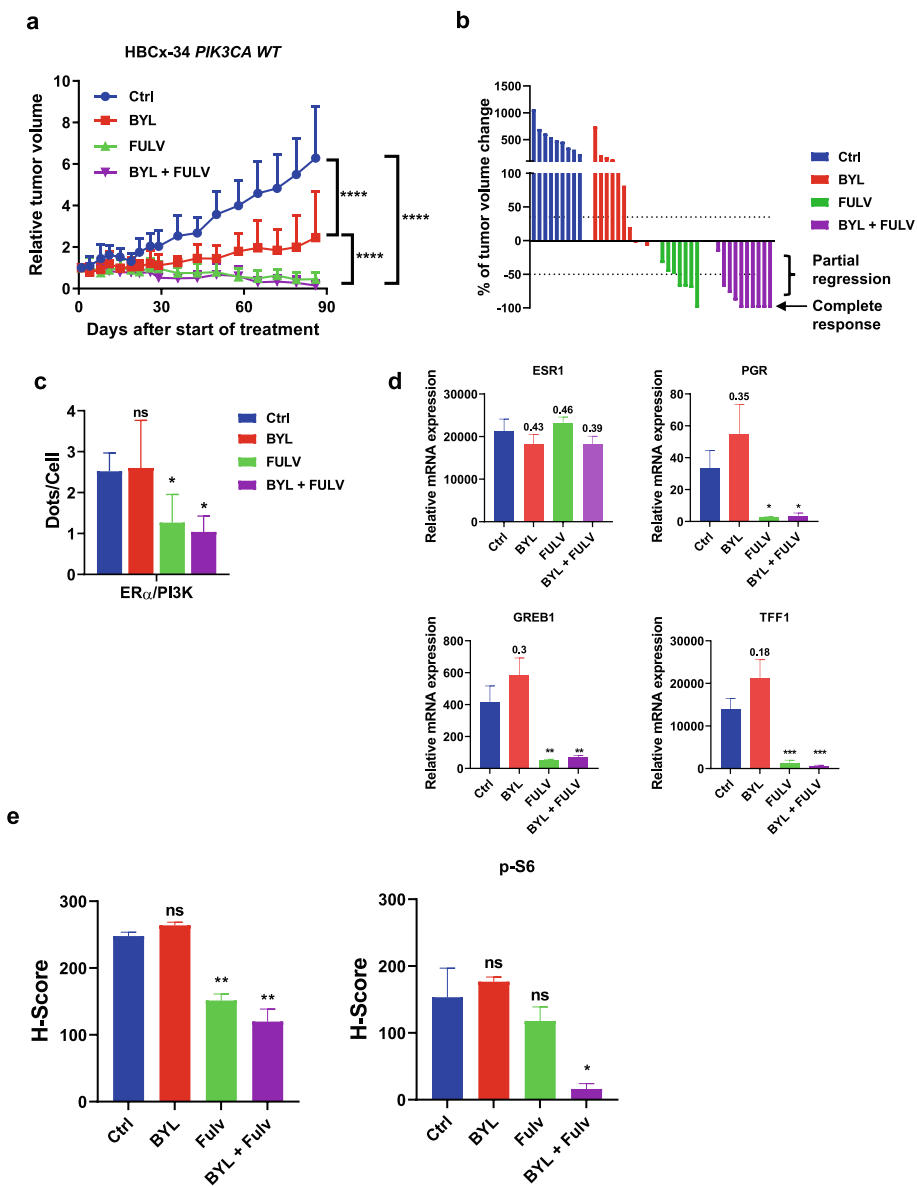 a
HBCx-34 PIK3CA WT
Relative tumor volume
10
8
6
4
2
0
0
30
60
90
Days after start of treatment
Ctrl
BYL
FULV
BYL + FULV
****
****
****
b
% of tumor volume change
1500
1000
500
100
50
0
-50
-100
Ctrl
BYL
FULV
BYL + FULV
Partial
regression
Complete
response
c
Dots/Cell
4
3
2
1
0
ns
*
*
ERα/PI3K
Ctrl
BYL
FULV
BYL + FULV
d
ESR1
Relative mRNA expression
30000
20000
10000
0
0.43
0.46
0.39
Ctrl
BYL
FULV
BYL + FULV
PGR
Relative mRNA expression
80
60
40
20
0
0.35
*
*
Ctrl
BYL
FULV
BYL + FULV
GREB1
Relative mRNA expression
800
600
400
200
0
0.3
**
**
Ctrl
BYL
FULV
BYL + FULV
TFF1
Relative mRNA expression
30000
20000
10000
0
0.18
***
***
Ctrl
BYL
FULV
BYL + FULV
e
H-Score
300
200
100
0
ns
**
**
Ctrl
BYL
Fulv
BYL + Fulv
p-S6
H-Score
300
200
100
0
ns
ns
*
Ctrl
BYL
Fulv
BYL + Fulv